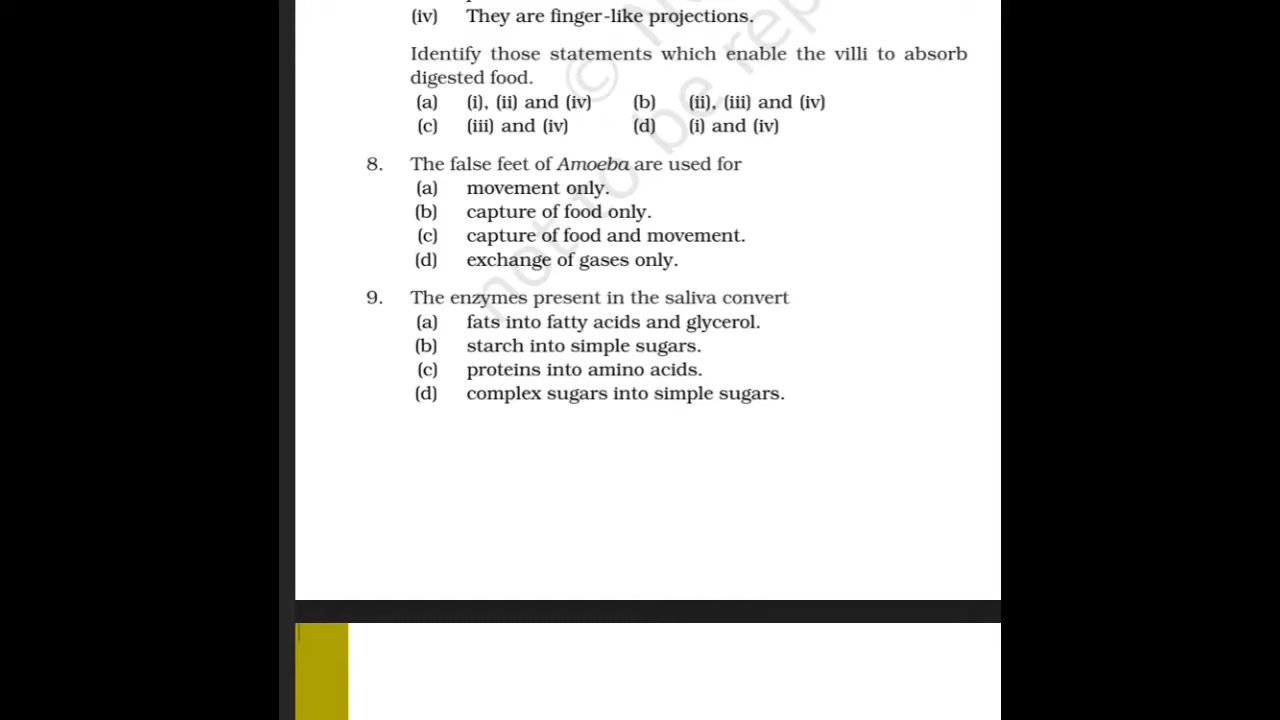 (iv) They are finger-like projections.
Identify those statements which enable the villi to absorb
digested food.
(a) (i), (ii) and (iv) (b) (ii), (iii) and (iv)
(c) (iii) and (iv) (d) (i) and (iv)
8. The false feet of Amoeba are used for
(a) movement only.
(b) capture of food only.
(c) capture of food and movement.
(d) exchange of gases only.
9. The enzymes present in the saliva convert
(a) fats into fatty acids and glycerol.
(b) starch into simple sugars.
(c) proteins into amino acids.
(d) complex sugars into simple sugars.
© N
not to be rep